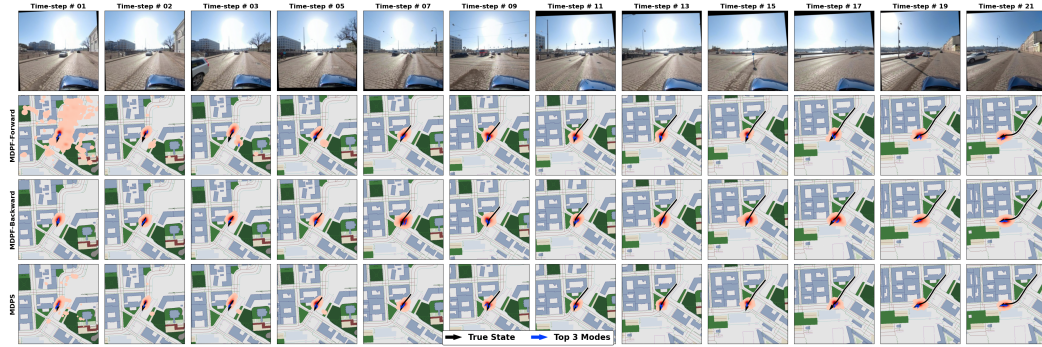 Time-step # 01 Time-step # 02 Time-step # 03 Time-step # 05 Time-step # 07 Time-step # 09 Time-step # 11 Time-step # 13 Time-step # 15 Time-step # 17 Time-step # 19 Time-step # 21
MDPF-Forward
MDPF-Backward
MDPS
True State Top 3 Modes